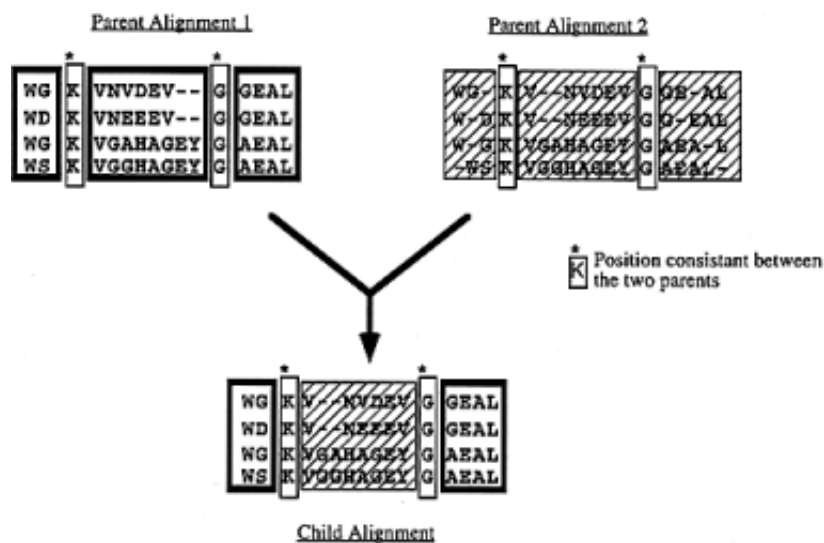 Parent Alignment 1
* *
WG K VNVDEV-- G GEAL
WD K VNEEEV-- G GEAL
WG K VGAHAGEY G AEAL
WS K VGGHAGEY G AEAL
Parent Alignment 2
* *
WG- K V--NVDEV G GE-AL
W-D K V--NEEEV G G-EAL
W-G K VGAHAGEY G AEA-L
-WS K VGGHAGEY G AEAL-
*
K Position consistant between
the two parents
* *
WG K V--NVDEV G GEAL
WD K V--NEEEV G GEAL
WG K VGAHAGEY G AEAL
WS K VGGHAGEY G AEAL
Child Alignment